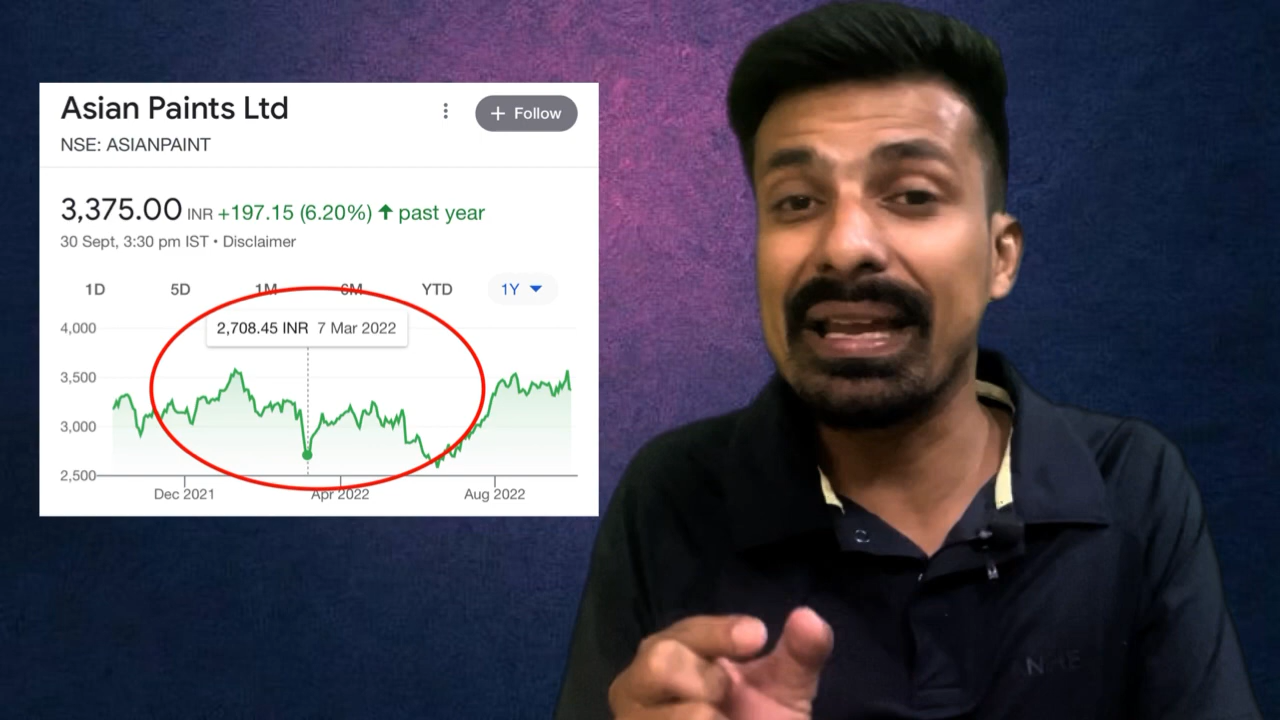 Asian Paints Ltd
+ Follow
NSE: ASIANPAINT
3,375.00 INR +197.15 (6.20%) ↑ past year
30 Sept, 3:30 pm IST • Disclaimer
1D 5D 1M 6M YTD 1Y
2,708.45 INR 7 Mar 2022
4,000
3,500
3,000
2,500
Dec 2021 Apr 2022 Aug 2022